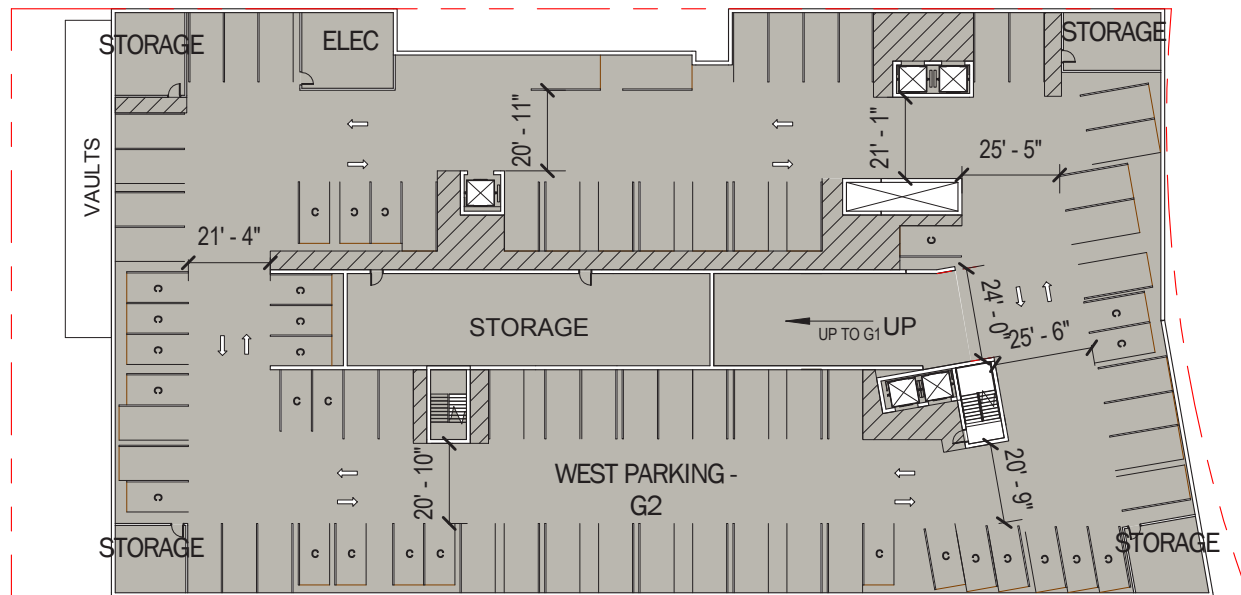 STORAGE
ELEC
STORAGE
VAULTS
20' - 11"
21' - 1"
25' - 5"
C
C
C
21' - 4"
C
C
C
C
C
C
C
C
C
C
STORAGE
UP TO G1
UP
24' - 0"
25' - 6"
C
C
C
C
C
20' - 10"
WEST PARKING -
G2
20' - 9"
STORAGE
C
C
C
C
C
C
C
C
C
C
STORAGE